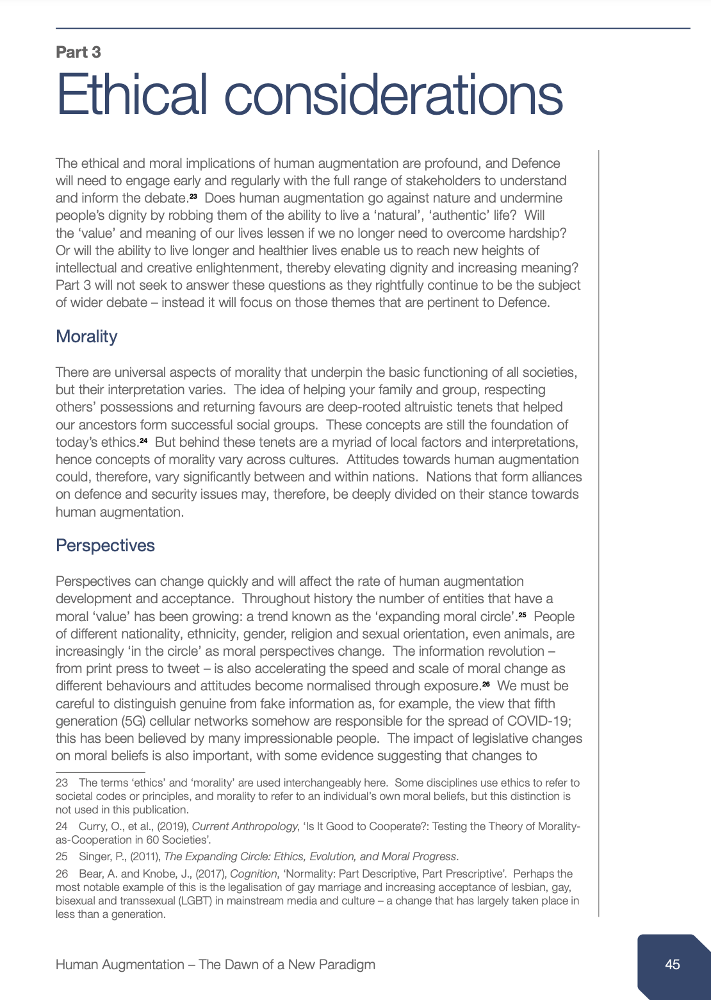 Part 3
Ethical considerations
The ethical and moral implications of human augmentation are profound, and Defence
will need to engage early and regularly with the full range of stakeholders to understand
and inform the debate.23  Does human augmentation go against nature and undermine
people’s dignity by robbing them of the ability to live a ‘natural’, ‘authentic’ life?  Will
the ‘value’ and meaning of our lives lessen if we no longer need to overcome hardship?
Or will the ability to live longer and healthier lives enable us to reach new heights of
intellectual and creative enlightenment, thereby elevating dignity and increasing meaning?
Part 3 will not seek to answer these questions as they rightfully continue to be the subject
of wider debate – instead it will focus on those themes that are pertinent to Defence.
Morality
There are universal aspects of morality that underpin the basic functioning of all societies,
but their interpretation varies.  The idea of helping your family and group, respecting
others’ possessions and returning favours are deep-rooted altruistic tenets that helped
our ancestors form successful social groups.  These concepts are still the foundation of
today’s ethics.24  But behind these tenets are a myriad of local factors and interpretations,
hence concepts of morality vary across cultures.  Attitudes towards human augmentation
could, therefore, vary significantly between and within nations.  Nations that form alliances
on defence and security issues may, therefore, be deeply divided on their stance towards
human augmentation.
Perspectives
Perspectives can change quickly and will affect the rate of human augmentation
development and acceptance.  Throughout history the number of entities that have a
moral ‘value’ has been growing: a trend known as the ‘expanding moral circle’.25  People
of different nationality, ethnicity, gender, religion and sexual orientation, even animals, are
increasingly ‘in the circle’ as moral perspectives change.  The information revolution –
from print press to tweet – is also accelerating the speed and scale of moral change as
different behaviours and attitudes become normalised through exposure.26  We must be
careful to distinguish genuine from fake information as, for example, the view that fifth
generation (5G) cellular networks somehow are responsible for the spread of COVID-19;
this has been believed by many impressionable people.  The impact of legislative changes
on moral beliefs is also important, with some evidence suggesting that changes to
23  The terms ‘ethics’ and ‘morality’ are used interchangeably here.  Some disciplines use ethics to refer to
societal codes or principles, and morality to refer to an individual’s own moral beliefs, but this distinction is
not used in this publication.
24  Curry, O., et al., (2019), Current Anthropology, ‘Is It Good to Cooperate?: Testing the Theory of Morality-
as-Cooperation in 60 Societies’.
25  Singer, P., (2011), The Expanding Circle: Ethics, Evolution, and Moral Progress.
26  Bear, A. and Knobe, J., (2017), Cognition, ‘Normality: Part Descriptive, Part Prescriptive’.  Perhaps the
most notable example of this is the legalisation of gay marriage and increasing acceptance of lesbian, gay,
bisexual and transsexual (LGBT) in mainstream media and culture – a change that has largely taken place in
less than a generation.
Human Augmentation – The Dawn of a New Paradigm
45